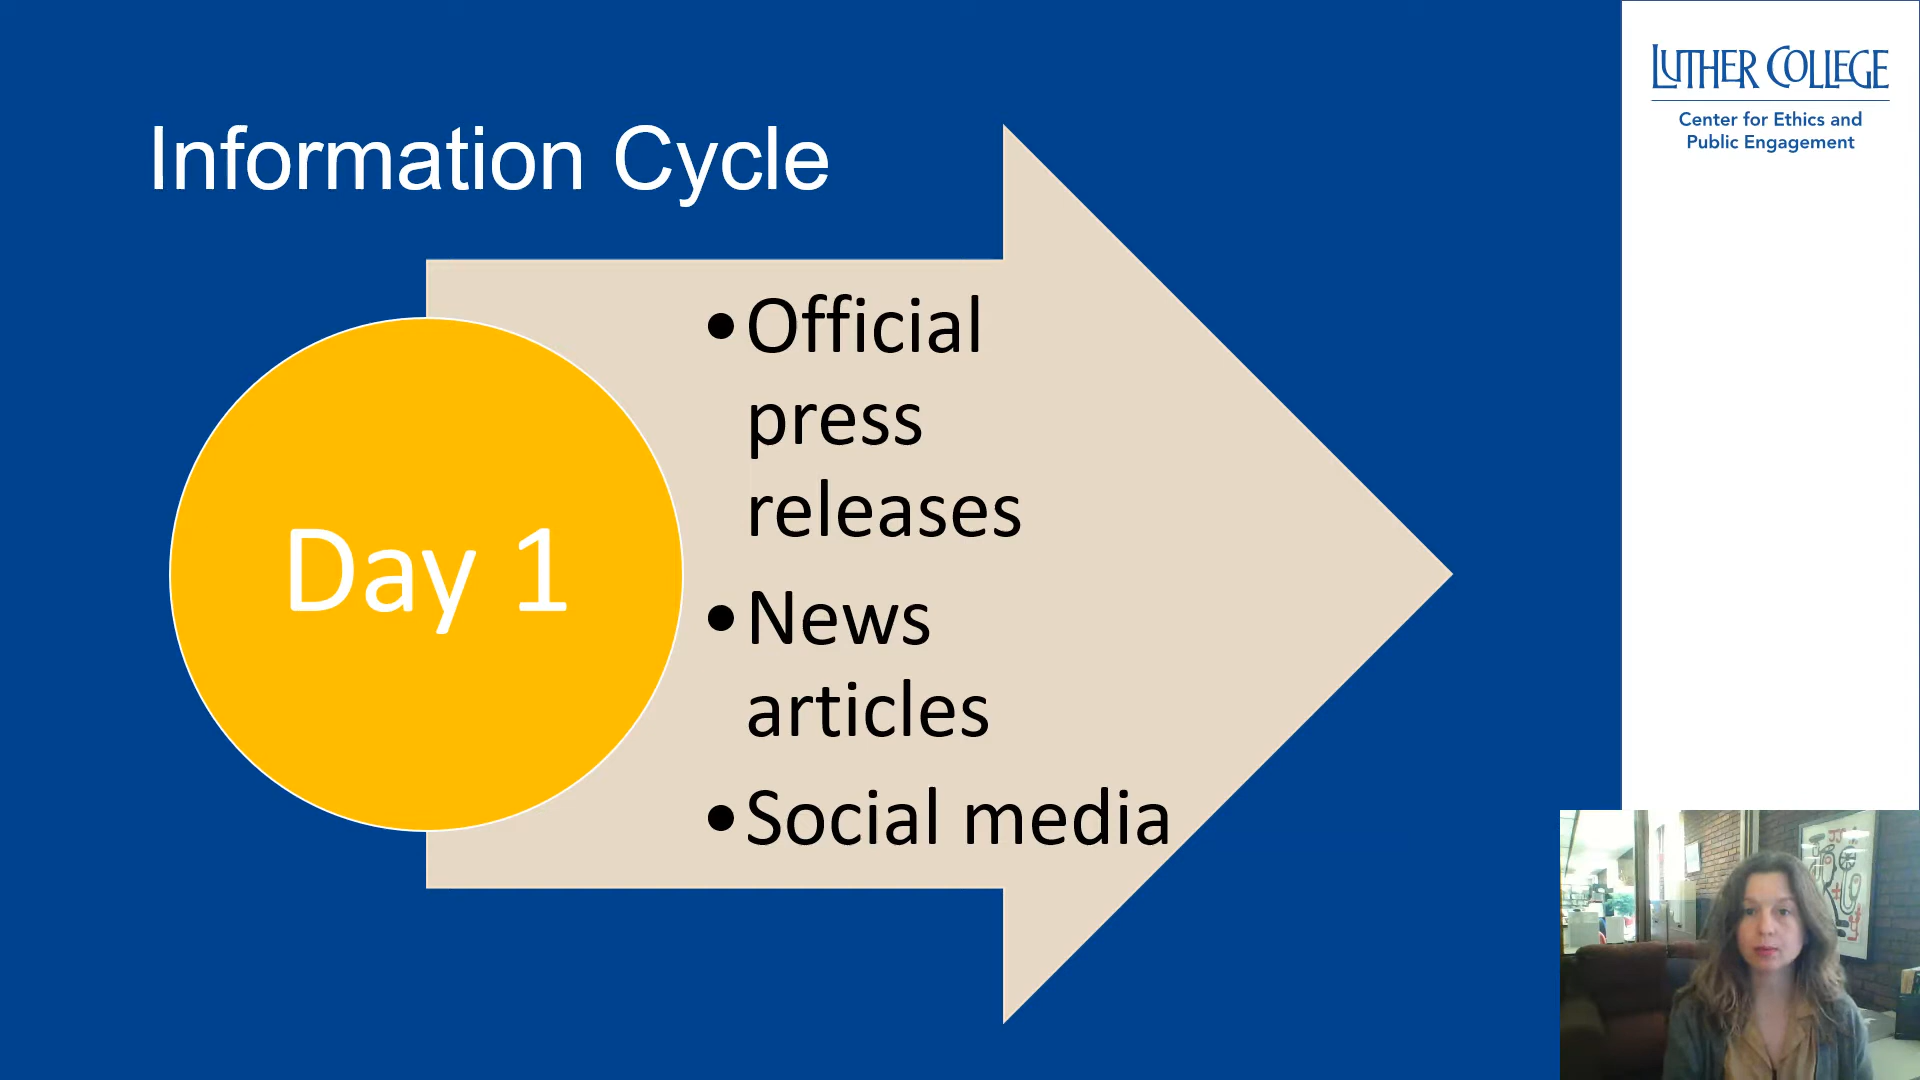 Information Cycle
Day 1
•Official
press
releases
•News
articles
•Social media
LUTHER COLLEGE
Center for Ethics and
Public Engagement